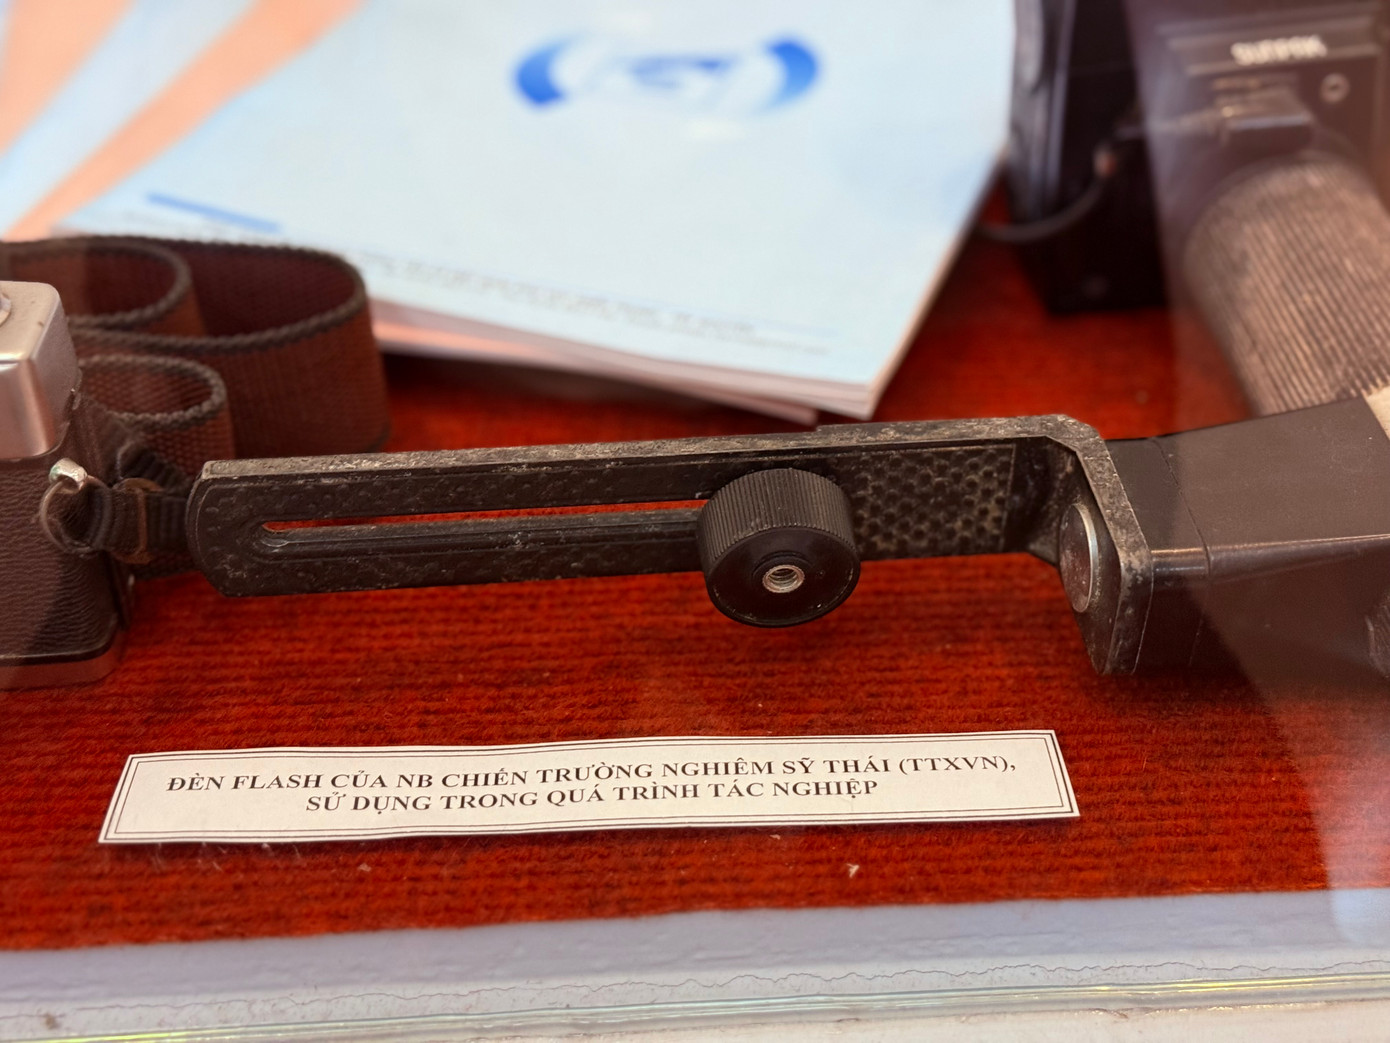 ĐÈN FLASH CỦA NB CHIẾN TRƯỜNG NGHIÊM SỸ THÁI (TTXVN),
SỬ DỤNG TRONG QUÁ TRÌNH TÁC NGHIỆP